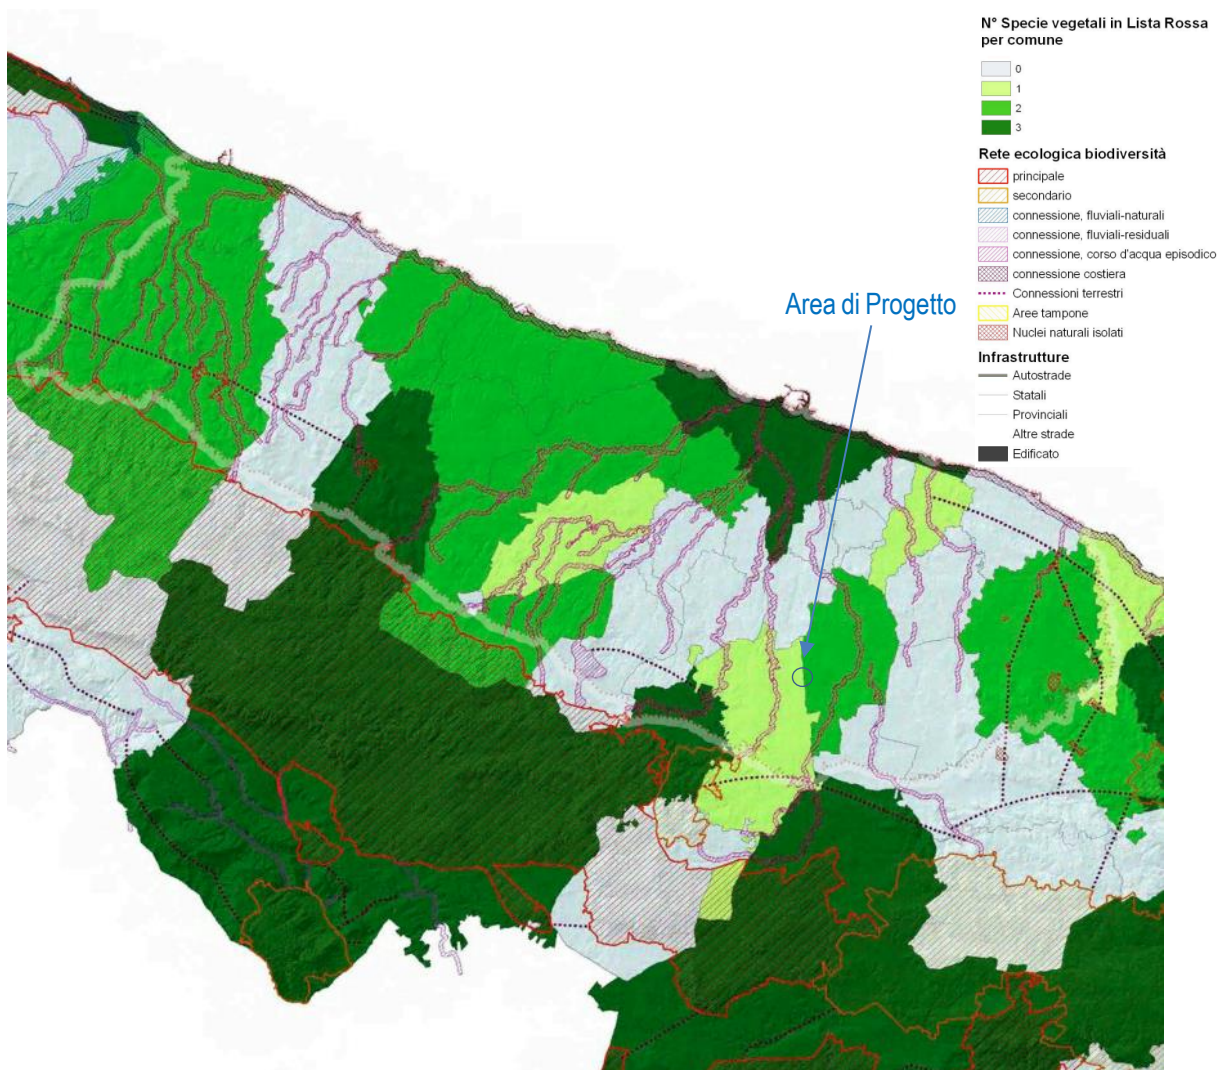 N° Specie vegetali in Lista Rossa
per comune
0
1
2
3
Rete ecologica biodiversità
principale
secondario
connessione, fluviali-naturali
connessione, fluviali-residuali
connessione, corso d'acqua episodico
connessione costiera
Connessioni terrestri
Aree tampone
Nuclei naturali isolati
Infrastrutture
Autostrade
Statali
Provinciali
Altre strade
Edificato
Area di Progetto